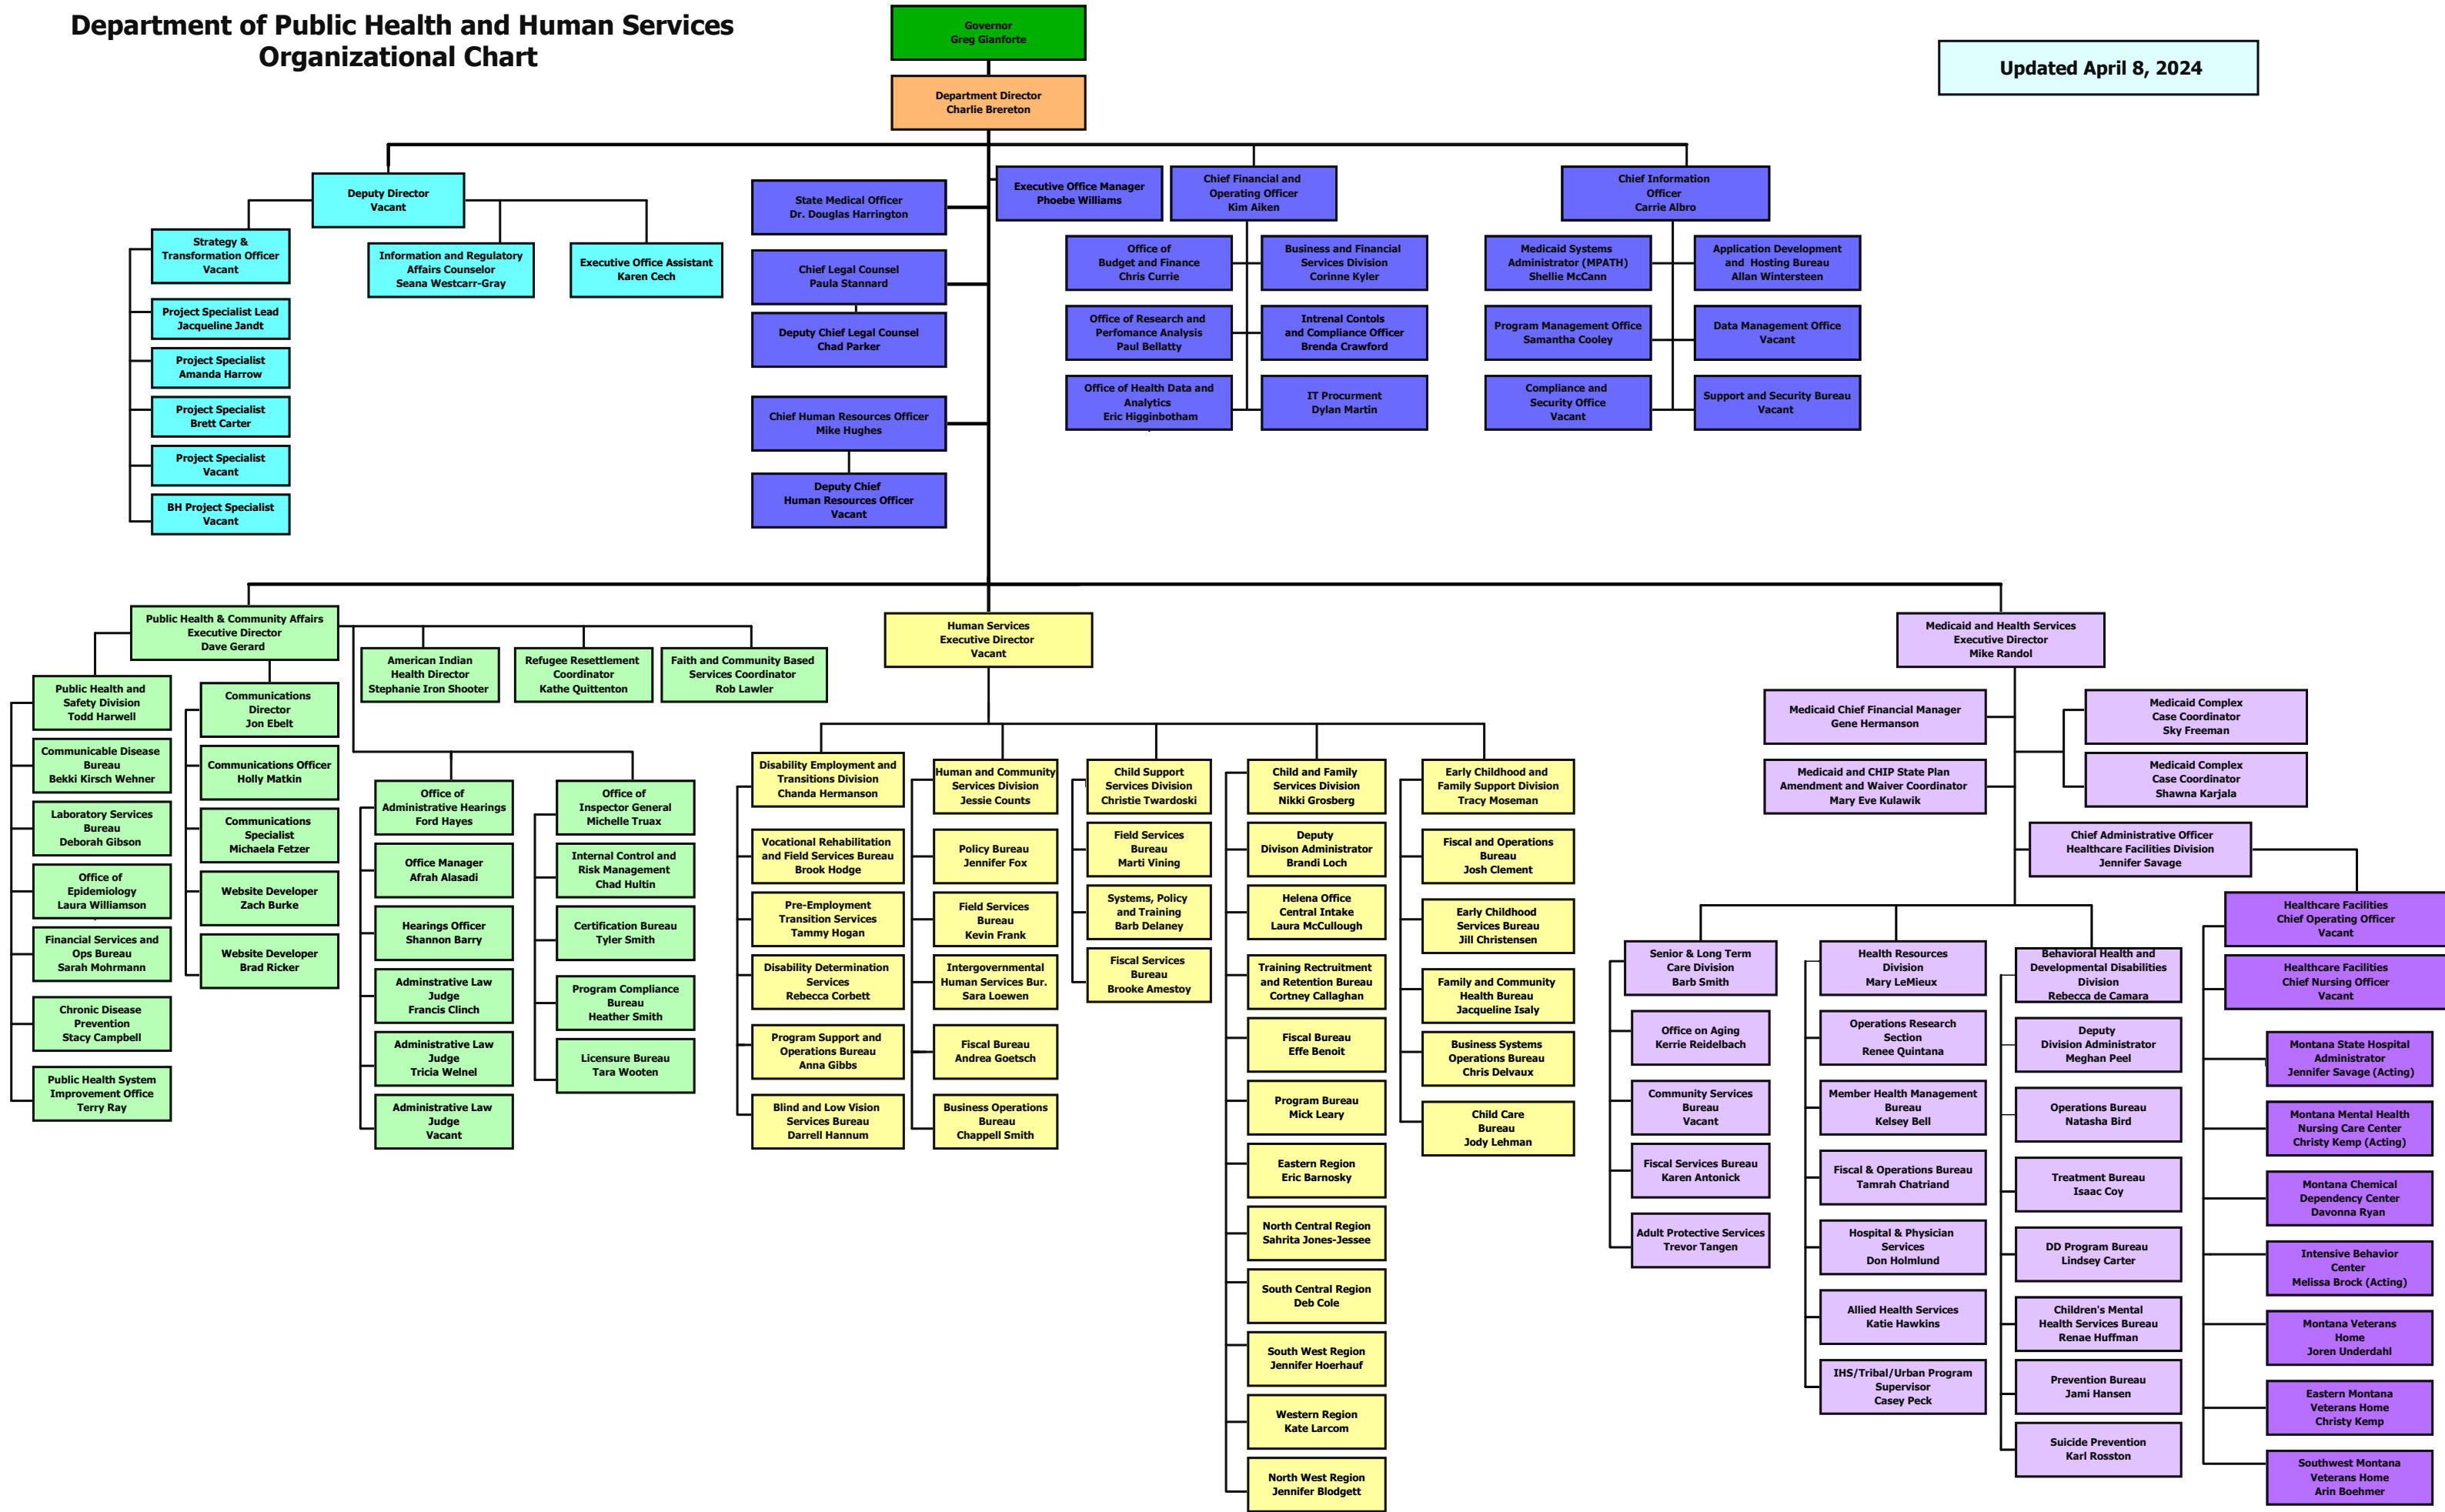 Department of Public Health and Human Services
Organizational Chart
Governor
Greg Gianforte
Updated April 8, 2024
Department Director
Charlie Brereton
Deputy Director
Vacant
Strategy &
Transformation Officer
Vacant
Project Specialist Lead
Jacqueline Jandt
Project Specialist
Amanda Harrow
Project Specialist
Brett Carter
Project Specialist
Vacant
BH Project Specialist
Vacant
Information and Regulatory
Affairs Counselor
Seana Westcarr-Gray
Executive Office Assistant
Karen Cech
State Medical Officer
Dr. Douglas Harrington
Chief Legal Counsel
Paula Stannard
Deputy Chief Legal Counsel
Chad Parker
Chief Human Resources Officer
Mike Hughes
Deputy Chief
Human Resources Officer
Vacant
Executive Office Manager
Phoebe Williams
Chief Financial and
Operating Officer
Kim Aiken
Office of
Budget and Finance
Chris Currie
Business and Financial
Services Division
Corinne Kyler
Office of Research and
Perfomance Analysis
Paul Bellatty
Intrenal Contols
and Compliance Officer
Brenda Crawford
Office of Health Data and
Analytics
Eric Higginbotham
IT Procurment
Dylan Martin
Chief Information
Officer
Carrie Albro
Medicaid Systems
Administrator (MPATH)
Shellie McCann
Application Development
and Hosting Bureau
Allan Wintersteen
Program Management Office
Samantha Cooley
Data Management Office
Vacant
Compliance and
Security Office
Vacant
Support and Security Bureau
Vacant
Public Health & Community Affairs
Executive Director
Dave Gerard
Public Health and
Safety Division
Todd Harwell
Communicable Disease
Bureau
Bekki Kirsch Wehner
Laboratory Services
Bureau
Deborah Gibson
Office of
Epidemiology
Laura Williamson
Financial Services and
Ops Bureau
Sarah Mohrmann
Chronic Disease
Prevention
Stacy Campbell
Public Health System
Improvement Office
Terry Ray
Communications
Director
Jon Ebelt
Communications Officer
Holly Matkin
Communications
Specialist
Michaela Fetzer
Website Developer
Zach Burke
Website Developer
Brad Ricker
American Indian
Health Director
Stephanie Iron Shooter
Refugee Resettlement
Coordinator
Kathe Quittenton
Faith and Community Based
Services Coordinator
Rob Lawler
Office of
Administrative Hearings
Ford Hayes
Office Manager
Afrah Alasadi
Hearings Officer
Shannon Barry
Adminstrative Law
Judge
Francis Clinch
Administrative Law
Judge
Tricia Welnel
Administrative Law
Judge
Vacant
Office of
Inspector General
Michelle Truax
Internal Control and
Risk Management
Chad Hultin
Certification Bureau
Tyler Smith
Program Compliance
Bureau
Heather Smith
Licensure Bureau
Tara Wooten
Human Services
Executive Director
Vacant
Disability Employment and
Transitions Division
Chanda Hermanson
Vocational Rehabilitation
and Field Services Bureau
Brook Hodge
Pre-Employment
Transition Services
Tammy Hogan
Disability Determination
Services
Rebecca Corbett
Program Support and
Operations Bureau
Anna Gibbs
Blind and Low Vision
Services Bureau
Darrell Hannum
Human and Community
Services Division
Jessie Counts
Policy Bureau
Jennifer Fox
Field Services
Bureau
Kevin Frank
Intergovernmental
Human Services Bur.
Sara Loewen
Fiscal Bureau
Andrea Goetsch
Business Operations
Bureau
Chappell Smith
Child Support
Services Division
Christie Twardoski
Field Services
Bureau
Marti Vining
Systems, Policy
and Training
Barb Delaney
Fiscal Services
Bureau
Brooke Amestoy
Child and Family
Services Division
Nikki Grosberg
Deputy
Divison Administrator
Brandi Loch
Helena Office
Central Intake
Laura McCullough
Training Rectruitment
and Retention Bureau
Cortney Callaghan
Fiscal Bureau
Effe Benoit
Program Bureau
Mick Leary
Eastern Region
Eric Barnosky
North Central Region
Sahrita Jones-Jessee
South Central Region
Deb Cole
South West Region
Jennifer Hoerhauf
Western Region
Kate Larcom
North West Region
Jennifer Blodgett
Early Childhood and
Family Support Division
Tracy Moseman
Fiscal and Operations
Bureau
Josh Clement
Early Childhood
Services Bureau
Jill Christensen
Family and Community
Health Bureau
Jacqueline Isaly
Business Systems
Operations Bureau
Chris Delvaux
Child Care
Bureau
Jody Lehman
Medicaid and Health Services
Executive Director
Mike Randol
Medicaid Chief Financial Manager
Gene Hermanson
Medicaid Complex
Case Coordinator
Sky Freeman
Medicaid and CHIP State Plan
Amendment and Waiver Coordinator
Mary Eve Kulawik
Medicaid Complex
Case Coordinator
Shawna Karjala
Chief Administrative Officer
Healthcare Facilities Division
Jennifer Savage
Senior & Long Term
Care Division
Barb Smith
Office on Aging
Kerrie Reidelbach
Community Services
Bureau
Vacant
Fiscal Services Bureau
Karen Antonick
Adult Protective Services
Trevor Tangen
Health Resources
Division
Mary LeMieux
Operations Research
Section
Renee Quintana
Member Health Management
Bureau
Kelsey Bell
Fiscal & Operations Bureau
Tamrah Chatriand
Hospital & Physician
Services
Don Holmlund
Allied Health Services
Katie Hawkins
IHS/Tribal/Urban Program
Supervisor
Casey Peck
Behavioral Health and
Developmental Disabilities
Division
Rebecca de Camara
Deputy
Division Administrator
Meghan Peel
Operations Bureau
Natasha Bird
Treatment Bureau
Isaac Coy
DD Program Bureau
Lindsey Carter
Children's Mental
Health Services Bureau
Renae Huffman
Prevention Bureau
Jami Hansen
Suicide Prevention
Karl Rosston
Healthcare Facilities
Chief Operating Officer
Vacant
Healthcare Facilities
Chief Nursing Officer
Vacant
Montana State Hospital
Administrator
Jennifer Savage (Acting)
Montana Mental Health
Nursing Care Center
Christy Kemp (Acting)
Montana Chemical
Dependency Center
Davonna Ryan
Intensive Behavior
Center
Melissa Brock (Acting)
Montana Veterans
Home
Joren Underdahl
Eastern Montana
Veterans Home
Christy Kemp
Southwest Montana
Veterans Home
Arin Boehmer